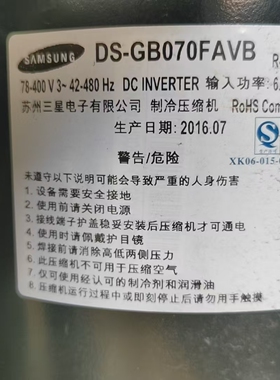 SAMSUNG DS-GB070FAVB
78-400 V 3~ 42-480 Hz DC INVERTER 输入功率: 6
苏州三星电子有限公司 制冷压缩机 RoHS Com
生产日期: 2016.07
警告/危险
XK06-015-
未遵守以下说明可能会导致严重的人身伤害
1. 设备需要安全接地
2. 使用前请关闭电源
3. 接线端子护盖稳妥安装后压缩机才可通电
4. 使用时请佩戴护目镜
5. 焊接前请消除高低两侧压力
6. 此压缩机不可用于压缩空气
7. 仅可使用经认可的制冷剂和润滑油
8. 压缩机运行过程中或即刻停止后请勿用手触摸